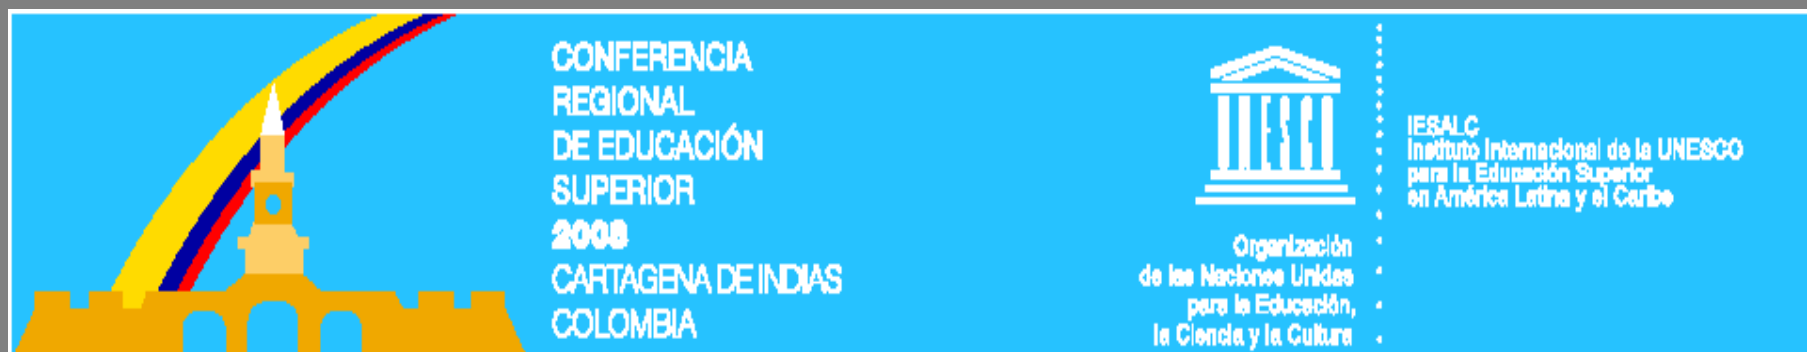 CONFERENCIA
REGIONAL
DE EDUCACIÓN
SUPERIOR
2008
CARTAGENA DE INDIAS
COLOMBIA
UNESCO
Organización
de las Naciones Unidas
para la Educación,
la Ciencia y la Cultura
IESALC
Instituto Internacional de la UNESCO
para la Educación Superior
en América Latina y el Caribe